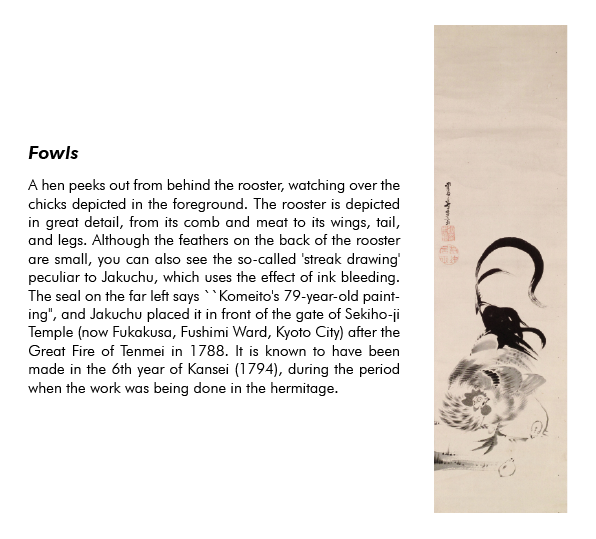 Fowls
A hen peeks out from behind the rooster, watching over the
chicks depicted in the foreground. The rooster is depicted
in great detail, from its comb and meat to its wings, tail,
and legs. Although the feathers on the back of the rooster
are small, you can also see the so-called 'streak drawing'
peculiar to Jakuchu, which uses the effect of ink bleeding.
The seal on the far left says ``Komeito's 79-year-old paint-
ing", and Jakuchu placed it in front of the gate of Sekiho-ji
Temple (now Fukakusa, Fushimi Ward, Kyoto City) after the
Great Fire of Tenmei in 1788. It is known to have been
made in the 6th year of Kansei (1794), during the period
when the work was being done in the hermitage.